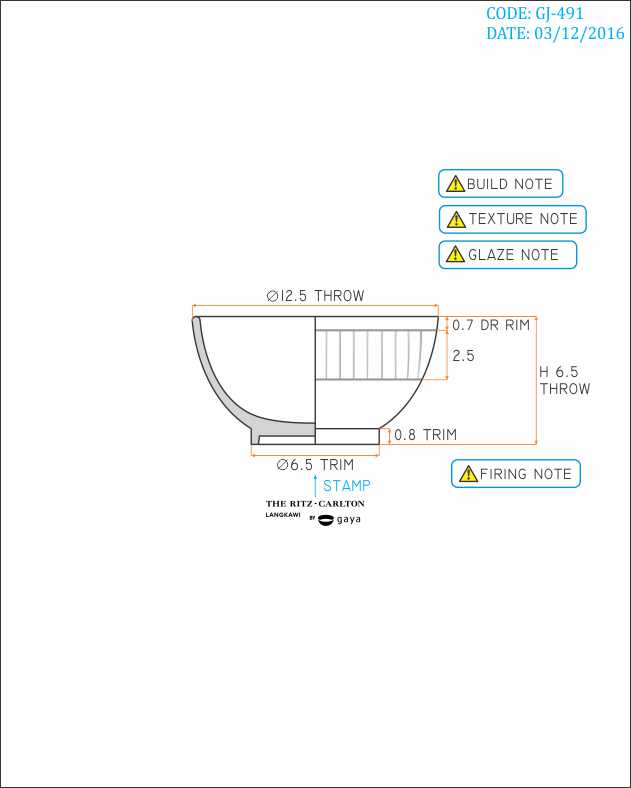 CODE: GJ-491
DATE: 03/12/2016
BUILD NOTE
TEXTURE NOTE
GLAZE NOTE
∅12.5 THROW
0.7 DR RIM
2.5
H 6.5
THROW
0.8 TRIM
∅6.5 TRIM
FIRING NOTE
STAMP
THE RITZ-CARLTON
LANGKAWI BY gaya